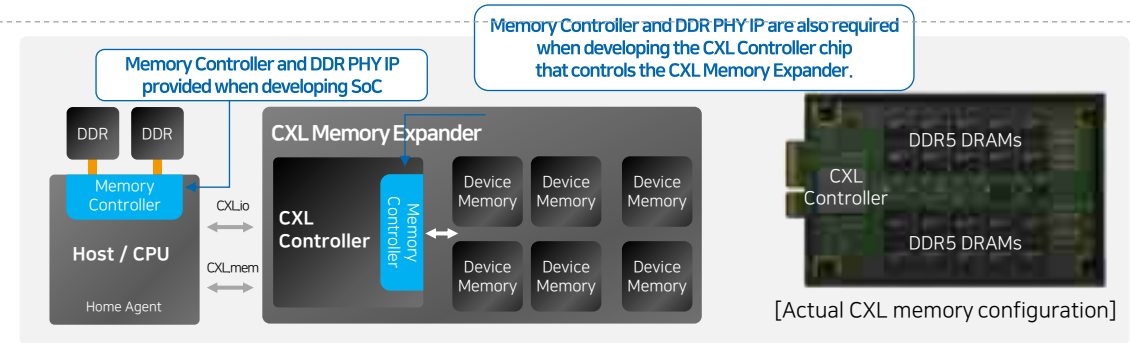 Memory Controller and DDR PHY IP are also required
when developing the CXL Controller chip
that controls the CXL Memory Expander.
Memory Controller and DDR PHY IP
provided when developing SoC
DDR
DDR
Memory
Controller
Host / CPU
Home Agent
CXL.io
CXL.mem
CXL Memory Expander
CXL
Controller
Memory
Controller
Device
Memory
Device
Memory
Device
Memory
Device
Memory
Device
Memory
Device
Memory
DDR5 DRAMs
CXL
Controller
DDR5 DRAMs
[Actual CXL memory configuration]